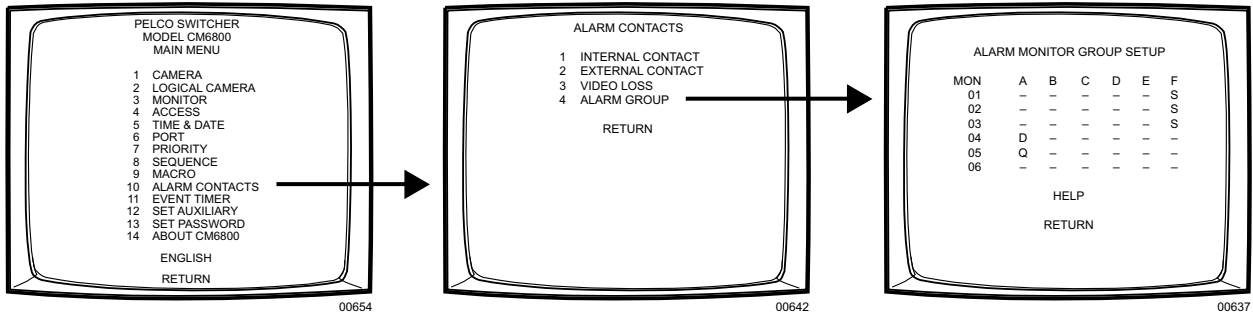 PELCO SWITCHER
MODEL CM6800
MAIN MENU
1 CAMERA
2 LOGICAL CAMERA
3 MONITOR
4 ACCESS
5 TIME & DATE
6 PORT
7 PRIORITY
8 SEQUENCE
9 MACRO
10 ALARM CONTACTS
11 EVENT TIMER
12 SET AUXILIARY
13 SET PASSWORD
14 ABOUT CM6800
ENGLISH
RETURN
00654
ALARM CONTACTS
1 INTERNAL CONTACT
2 EXTERNAL CONTACT
3 VIDEO LOSS
4 ALARM GROUP
RETURN
00642
ALARM MONITOR GROUP SETUP
MON A B C D E F
01 – – – – – S
02 – – – – – S
03 – – – – – S
04 D – – – – –
05 Q – – – – –
06 – – – – – –
HELP
RETURN
00637